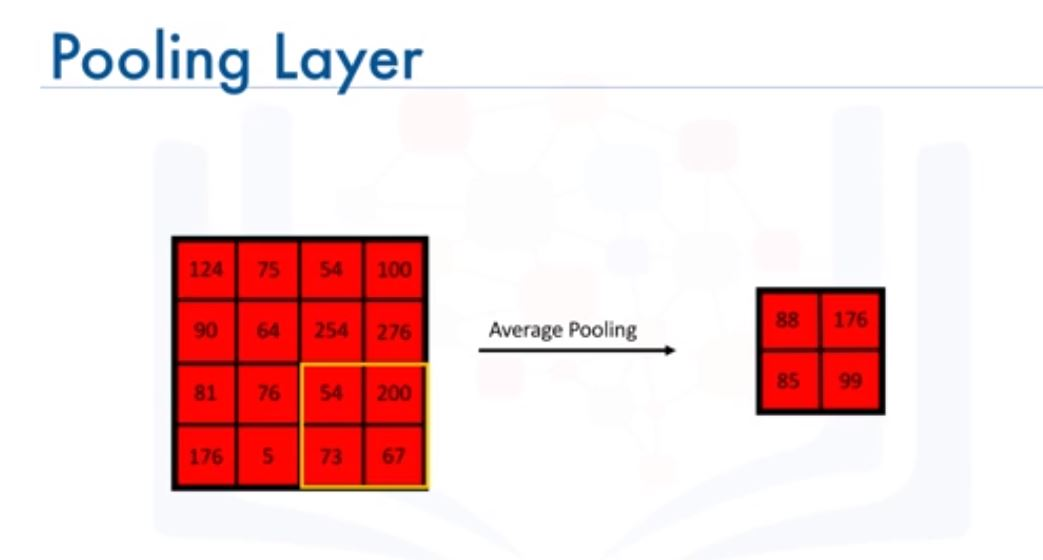 Pooling Layer
124 75 54 100
90 64 254 276
81 76 54 200
176 5 73 67
Average Pooling
88 176
85 99